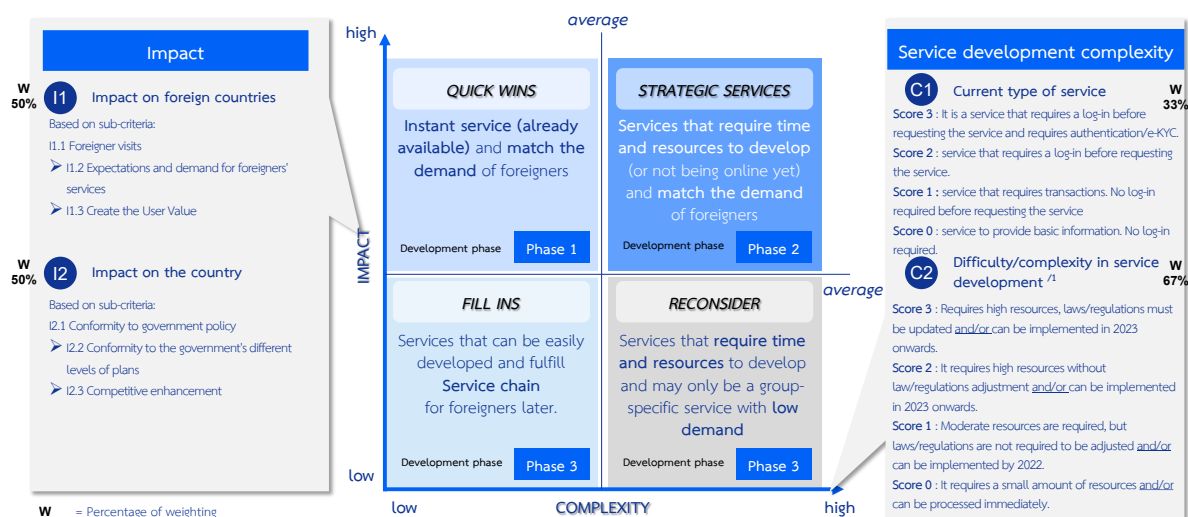 Impact
W
50%
I1
Impact on foreign countries
Based on sub-criteria:
I1.1 Foreigner visits
➤ I1.2 Expectations and demand for foreigners'
services
➤ I1.3 Create the User Value
W
50%
I2
Impact on the country
Based on sub-criteria:
I2.1 Conformity to government policy
➤ I2.2 Conformity to the government's different
levels of plans
➤ I2.3 Competitive enhancement
W = Percentage of weighting
average
high
IMPACT
low
QUICK WINS
Instant service (already
available) and match the
demand of foreigners
Development phase Phase 1
STRATEGIC SERVICES
Services that require time
and resources to develop
(or not being online yet)
and match the demand
of foreigners
Development phase Phase 2
average
FILL INS
Services that can be easily
developed and fulfill
Service chain
for foreigners later.
Development phase Phase 3
RECONSIDER
Services that require time
and resources to develop
and may only be a group-
specific service with low
demand
Development phase Phase 3
low
COMPLEXITY
high
Service development complexity
C1
Current type of service
W
33%
Score 3 : It is a service that requires a log-in before
requesting the service and requires authentication/e-KYC.
Score 2 : service that requires a log-in before requesting
the service.
Score 1 : service that requires transactions. No log-in
required before requesting the service
Score 0 : service to provide basic information. No log-in
required.
C2
Difficulty/complexity in service
development /1
W
67%
Score 3 : Requires high resources, laws/regulations must
be updated and/or can be implemented in 2023
onwards.
Score 2 : It requires high resources without
law/regulations adjustment and/or can be implemented
in 2023 onwards.
Score 1 : Moderate resources are required, but
laws/regulations are not required to be adjusted and/or
can be implemented by 2022.
Score 0 : It requires a small amount of resources and/or
can be processed immediately.